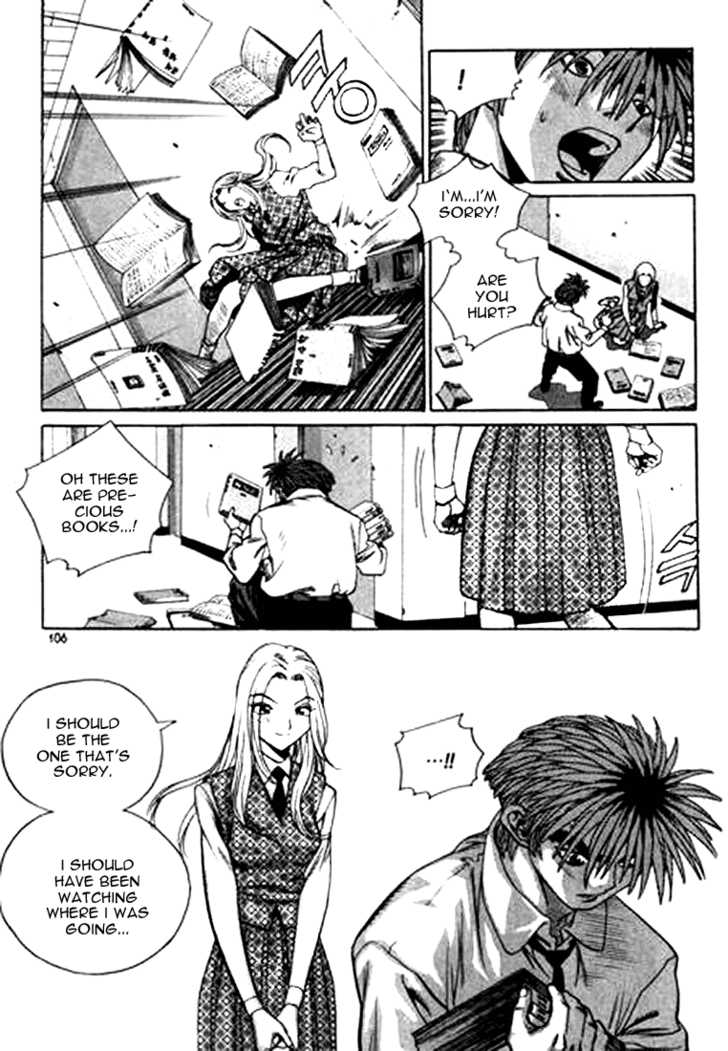 !
I'M...I'M
SORRY!
ARE
YOU
HURT?
OH THESE
ARE PRE-
CIOUS
BOOKS...!
106
I SHOULD
BE THE
ONE THAT'S
SORRY.
I SHOULD
HAVE BEEN
WATCHING
WHERE I WAS
GOING...
...!!